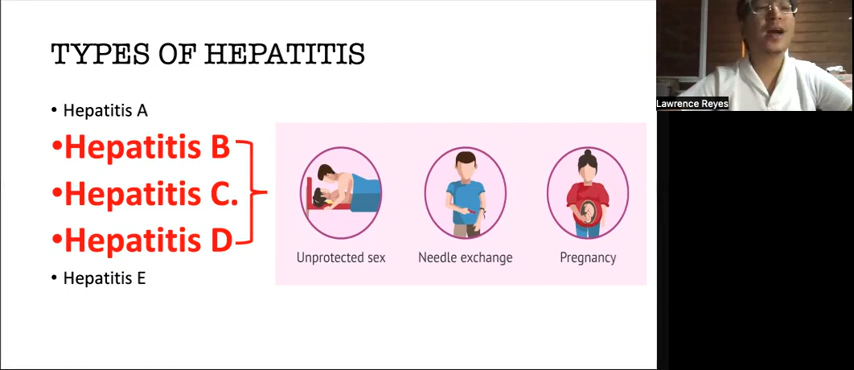 TYPES OF HEPATITIS
• Hepatitis A
•Hepatitis B
•Hepatitis C.
•Hepatitis D
• Hepatitis E
Unprotected sex
Needle exchange
Pregnancy
Lawrence Reyes